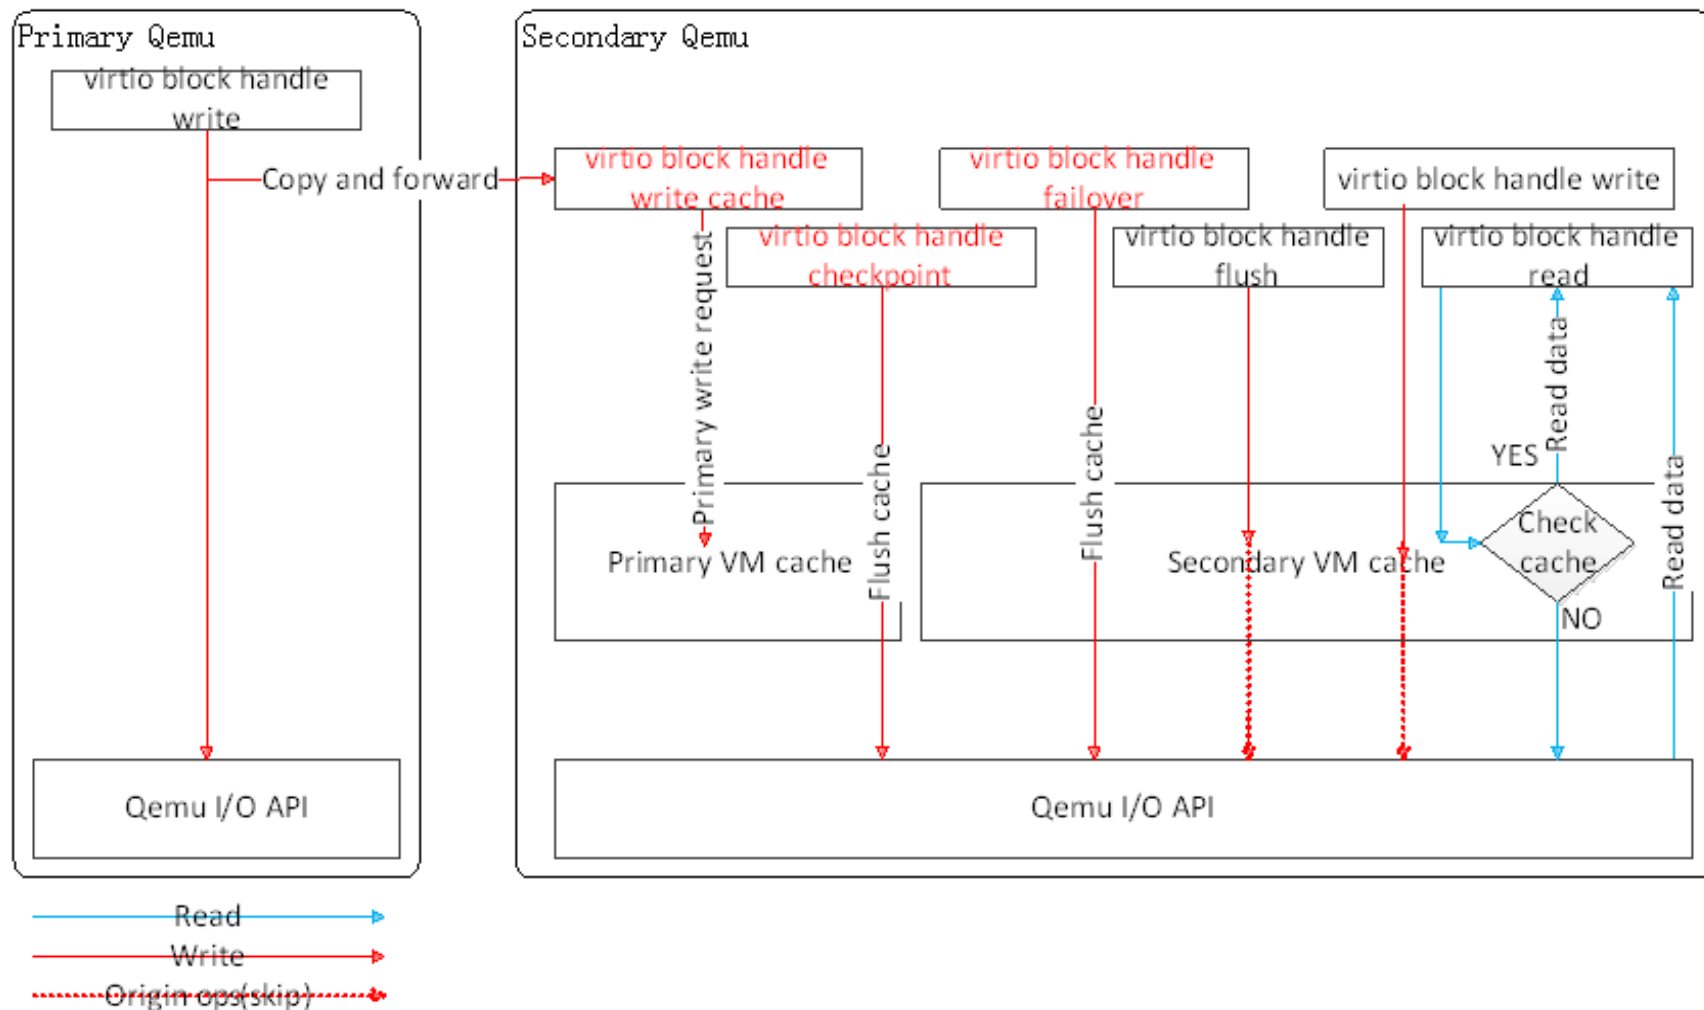 Primary Qemu
virtio block handle
write
Copy and forward
Qemu I/O API
Secondary Qemu
virtio block handle
write cache
virtio block handle
failover
virtio block handle write
virtio block handle
checkpoint
virtio block handle
flush
virtio block handle
read
Primary write request
Flush cache
Flush cache
Read data
Read data
YES
Check
cache
NO
Primary VM cache
Secondary VM cache
Qemu I/O API
Read
Write
Origin ops(skip)